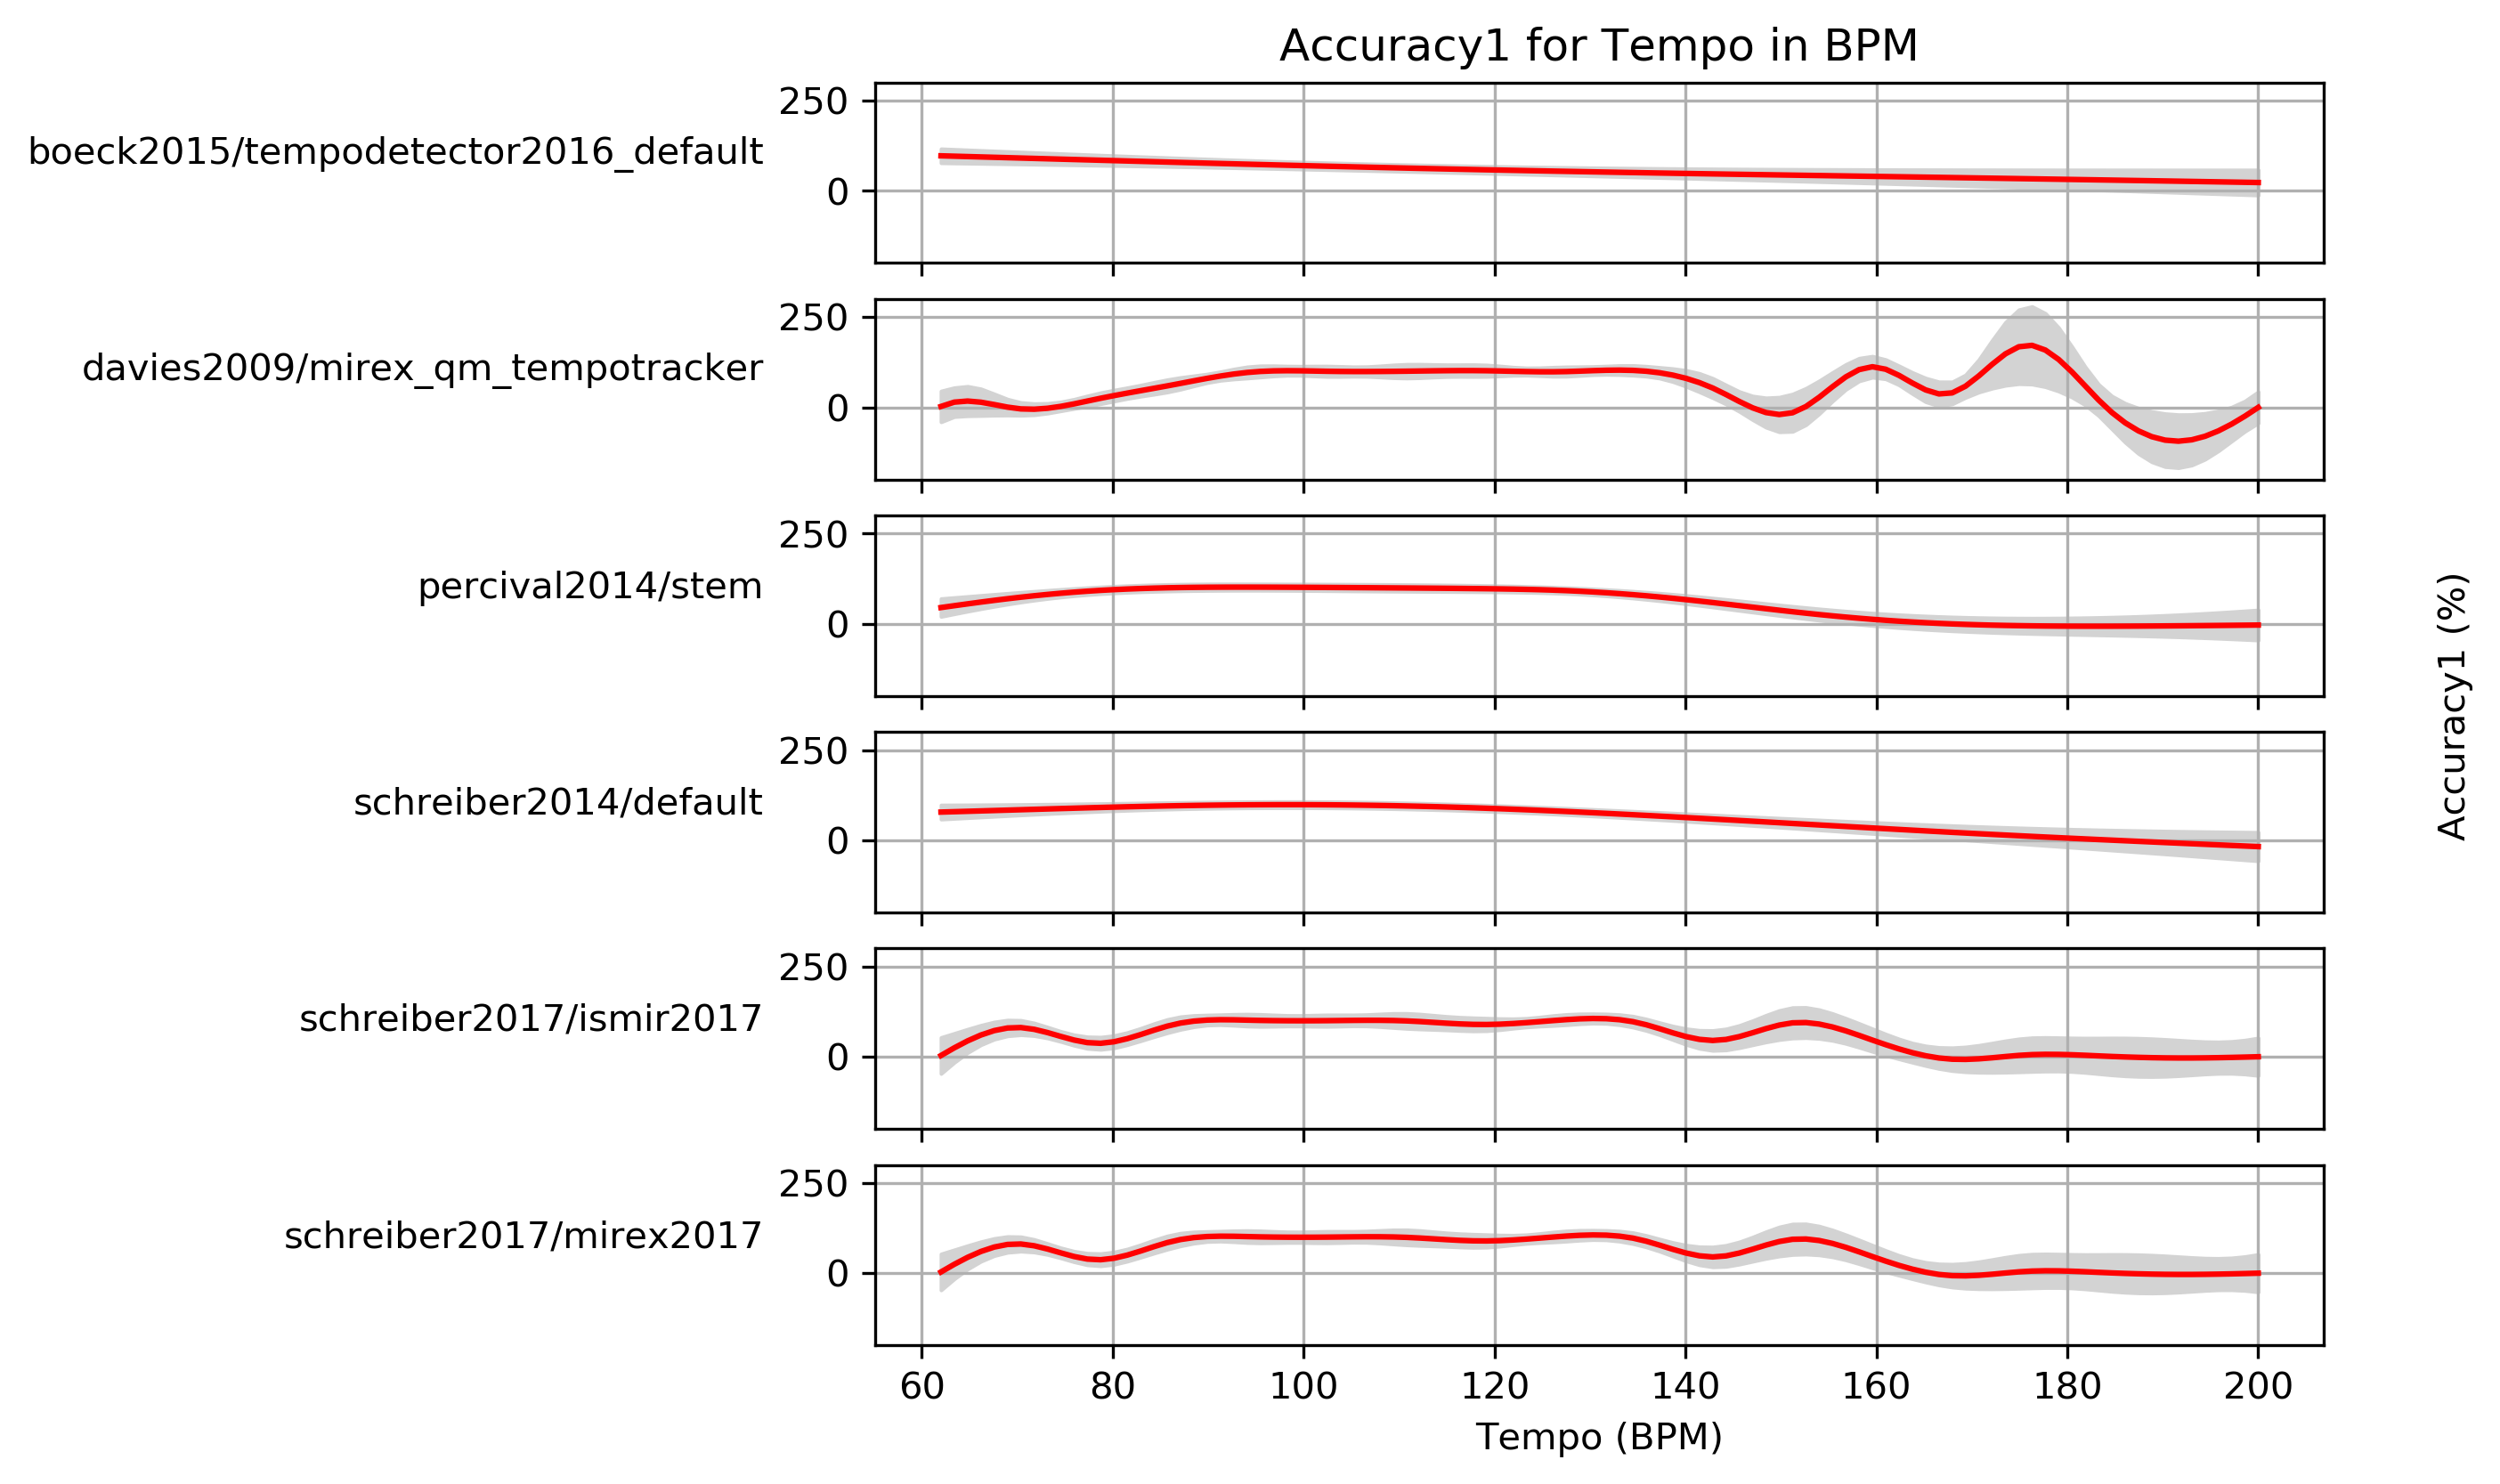 Accuracy1 for Tempo in BPM
250
boeck2015/tempodetector2016_default
0
250
davies2009/mirex_qm_tempotracker
0
250
percival2014/stem
0
250
schreiber2014/default
0
250
schreiber2017/ismir2017
0
250
schreiber2017/mirex2017
0
60 80 100 120 140 160 180 200
Tempo (BPM)
Accuracy1 (%)